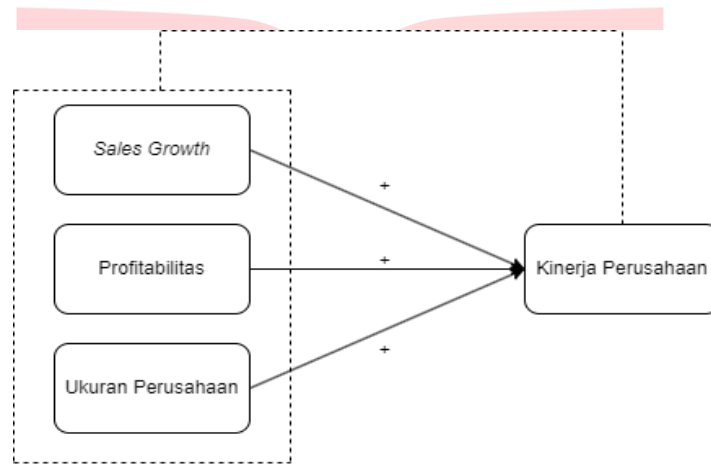 Sales Growth
+
Profitabilitas
+
Kinerja Perusahaan
+
Ukuran Perusahaan